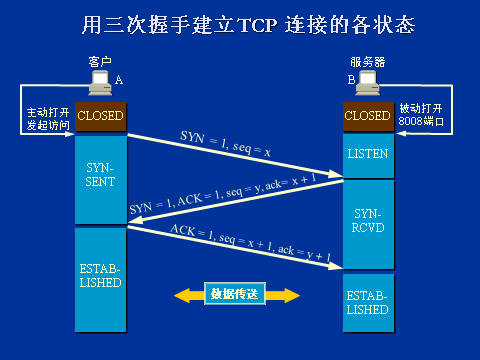 用三次握手建立 TCP 连接的各状态
客户
服务器
A
B
主动打开
发起访问
CLOSED
CLOSED
被动打开
8008端口
SYN = 1, seq = x
LISTEN
SYN-
SENT
SYN = 1, ACK = 1, seq = y, ack= x + 1
SYN-
RCVD
ACK = 1, seq = x + 1, ack = y + 1
ESTAB-
LISHED
数据传送
ESTAB-
LISHED